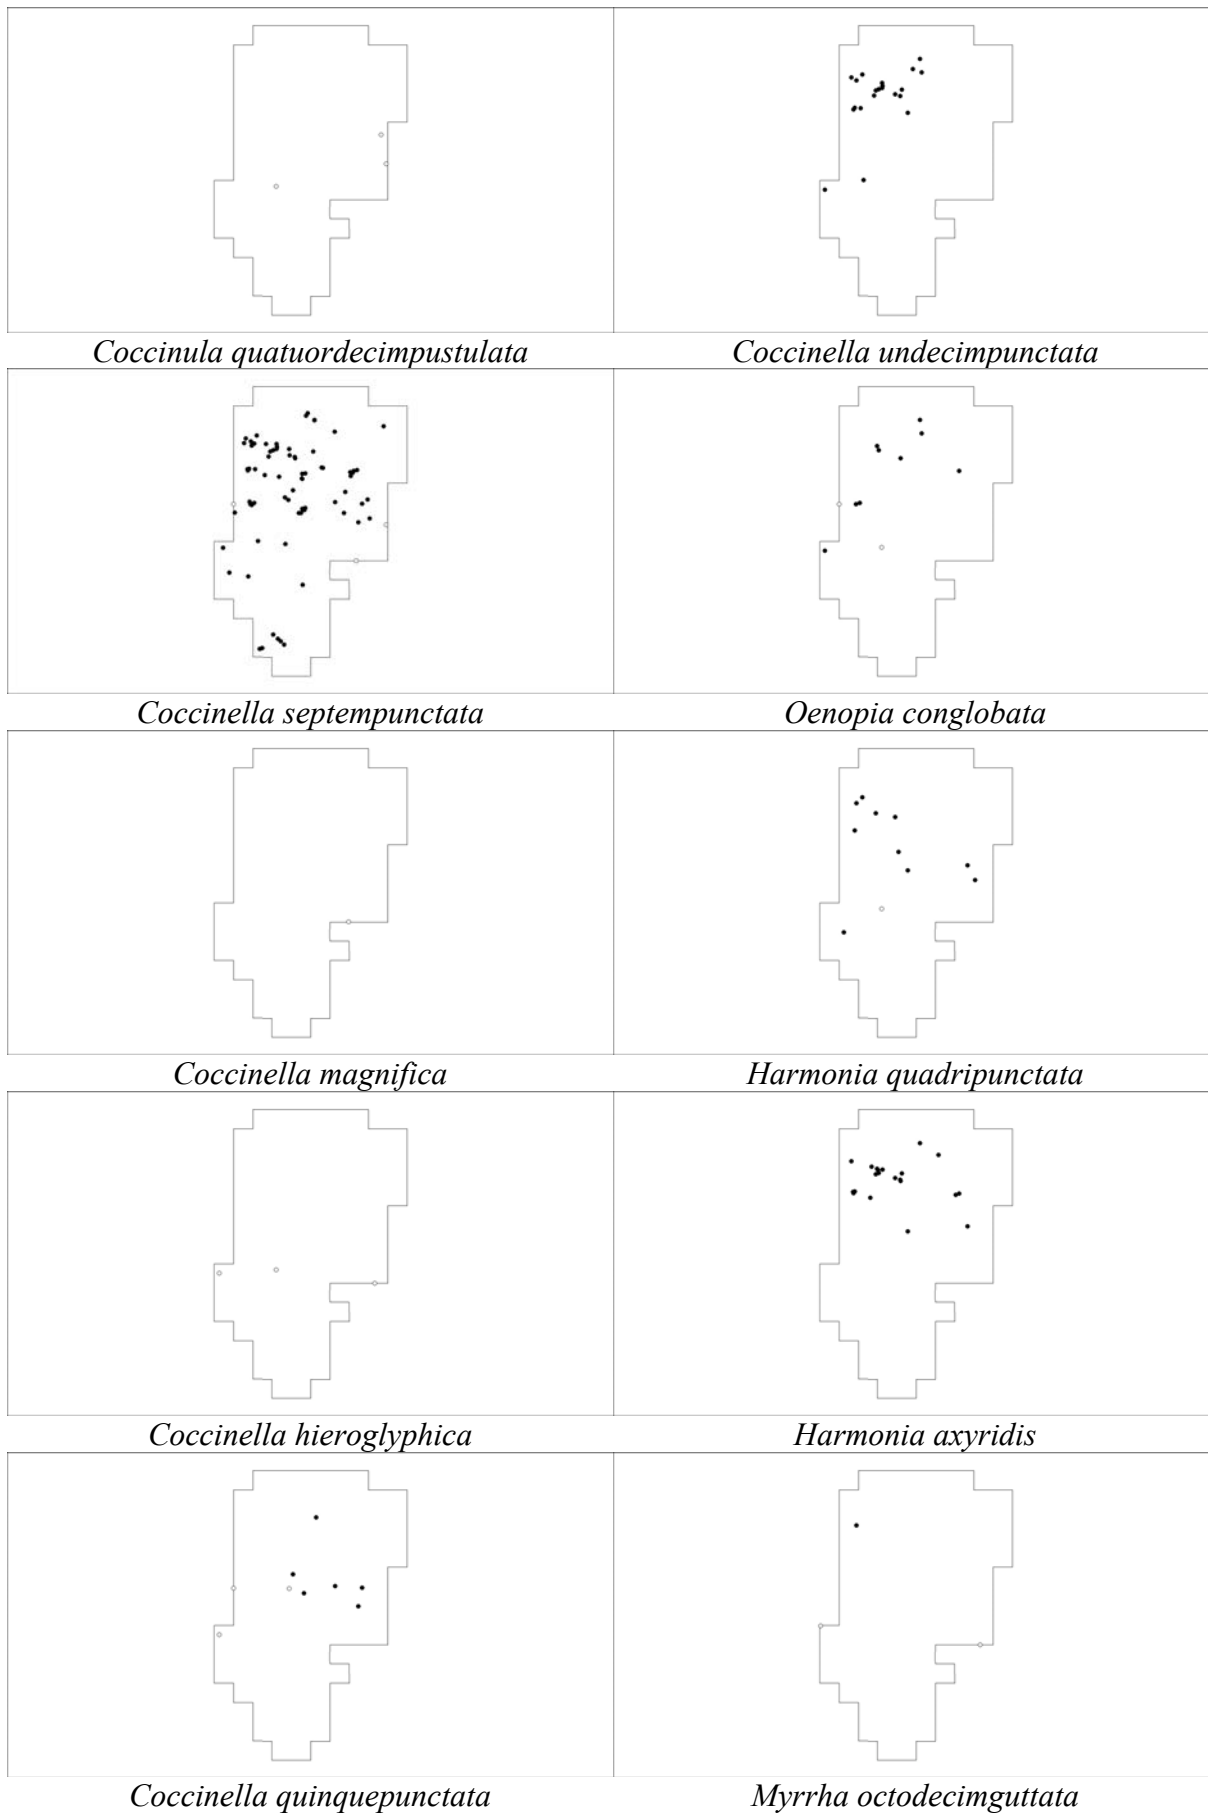 Coccinula quatuordecimpustulata
Coccinella undecimpunctata
Coccinella septempunctata
Oenopia conglobata
Coccinella magnifica
Harmonia quadripunctata
Coccinella hieroglyphica
Harmonia axyridis
Coccinella quinquepunctata
Myrrha octodecimguttata